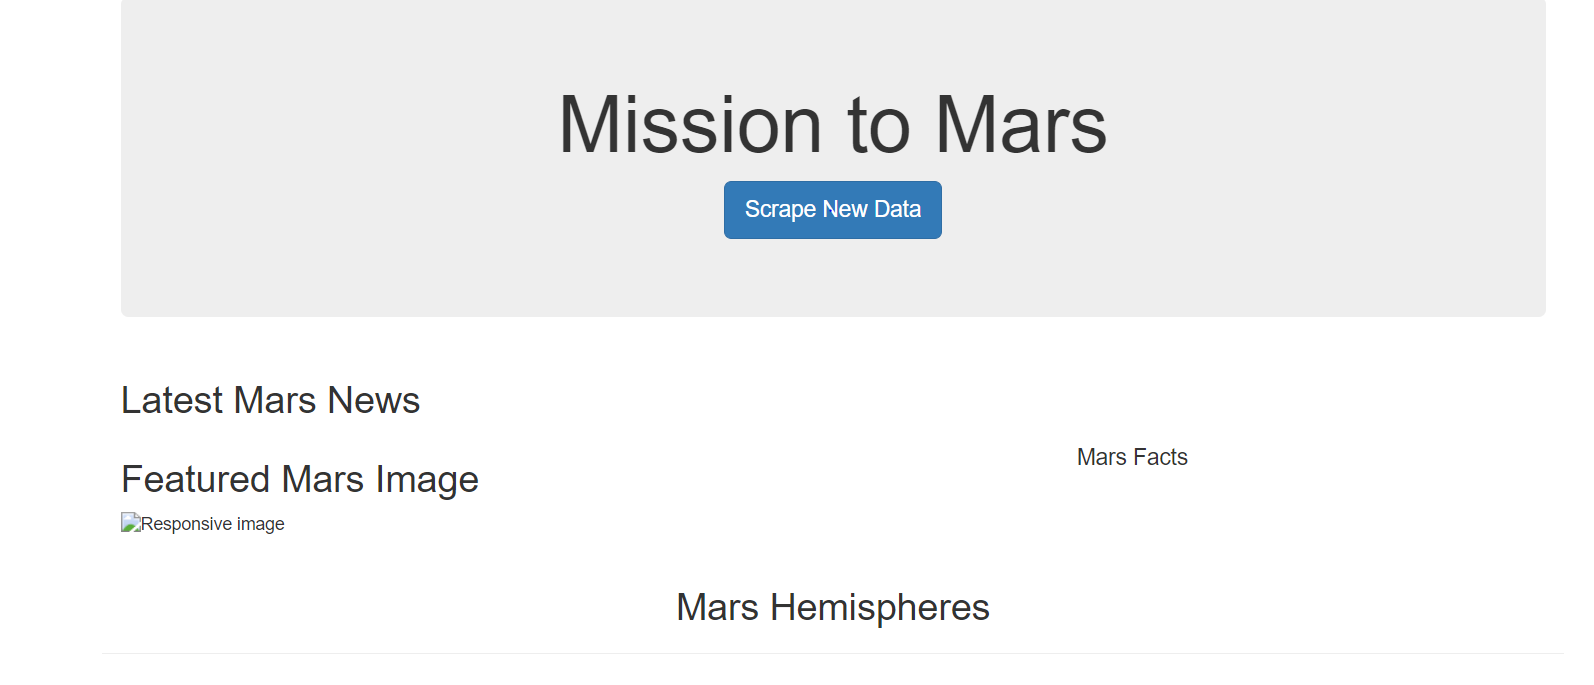 Mission to Mars
Scrape New Data
Latest Mars News
Featured Mars Image
Responsive image
Mars Facts
Mars Hemispheres